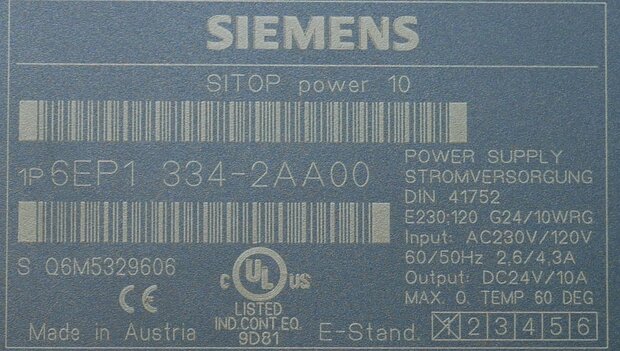 SIEMENS
SITOP power 10
1P 6EP1 334-2AA00
POWER SUPPLY
STROMVERSORGUNG
DIN 41752
E230:120 G24/10WRG
Input: AC230V/120V
60/50Hz 2,6/4,3A
Output: DC24V/10A
MAX. O. TEMP 60 DEG
S Q6M5329606
CE
c UL US
LISTED
IND.CONT.EQ.
9D81
Made in Austria
E-Stand. 1 2 3 4 5 6